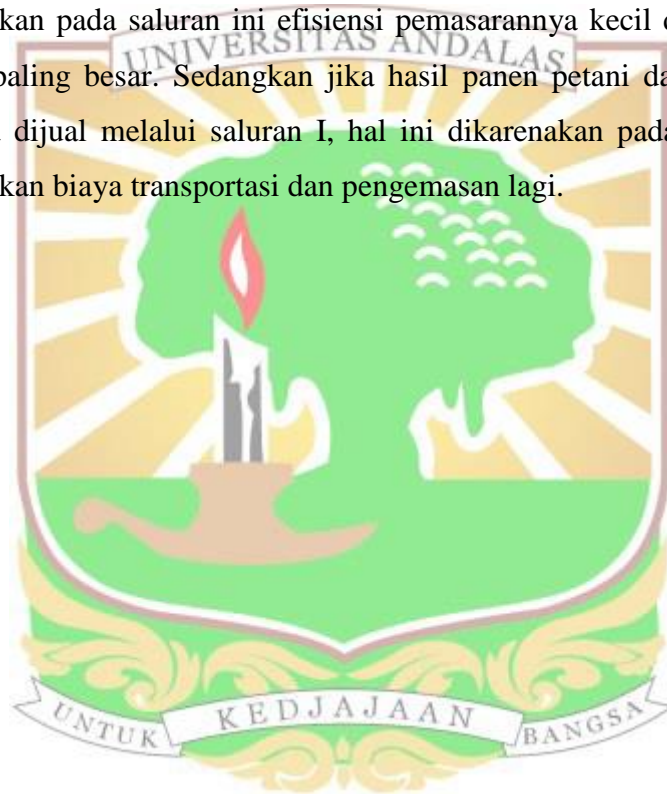 kan pada saluran ini efisiensi pemasarannya kecil
UNIVERSITAS ANDALAS
paling besar. Sedangkan jika hasil panen petani
dijual melalui saluran I, hal ini dikarenakan pada
kan biaya transportasi dan pengemasan lagi.
UNTUK KEDJAJAAN BANGSA